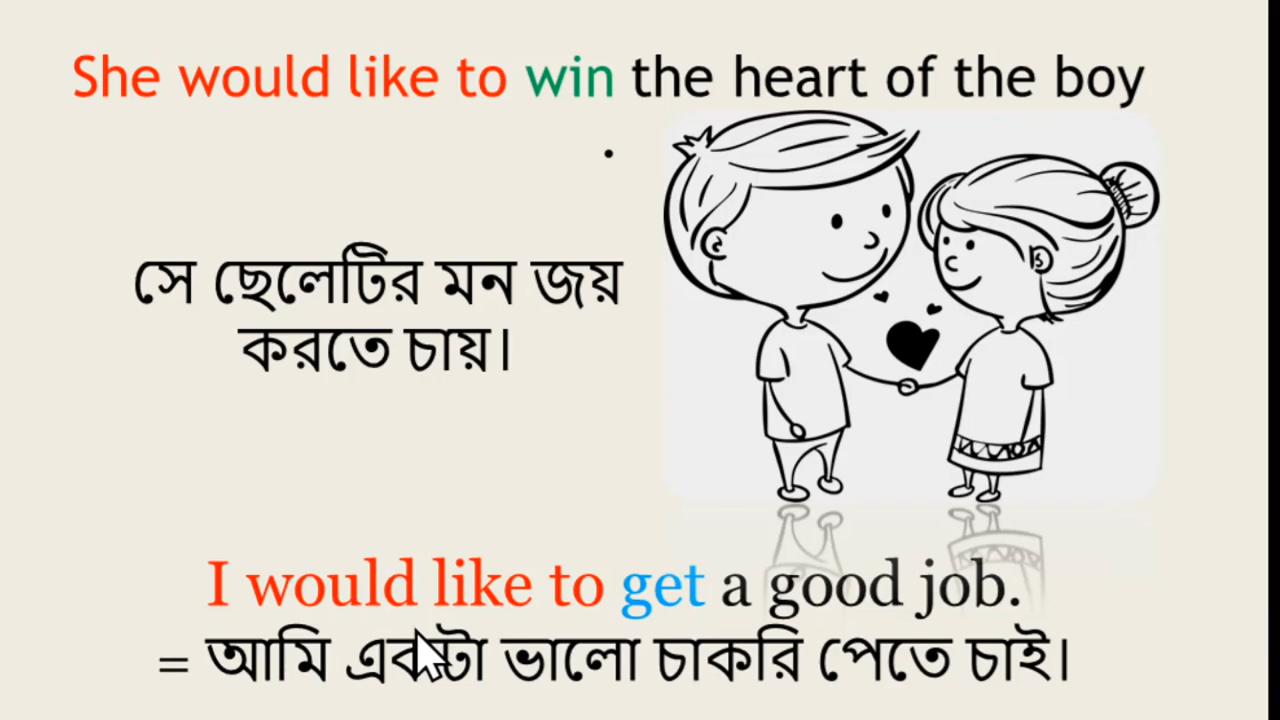 She would like to win the heart of the boy
.
সে ছেলেটির মন জয়
করতে চায়।
I would like to get a good job.
= আমি একটা ভালো চাকরি পেতে চাই।